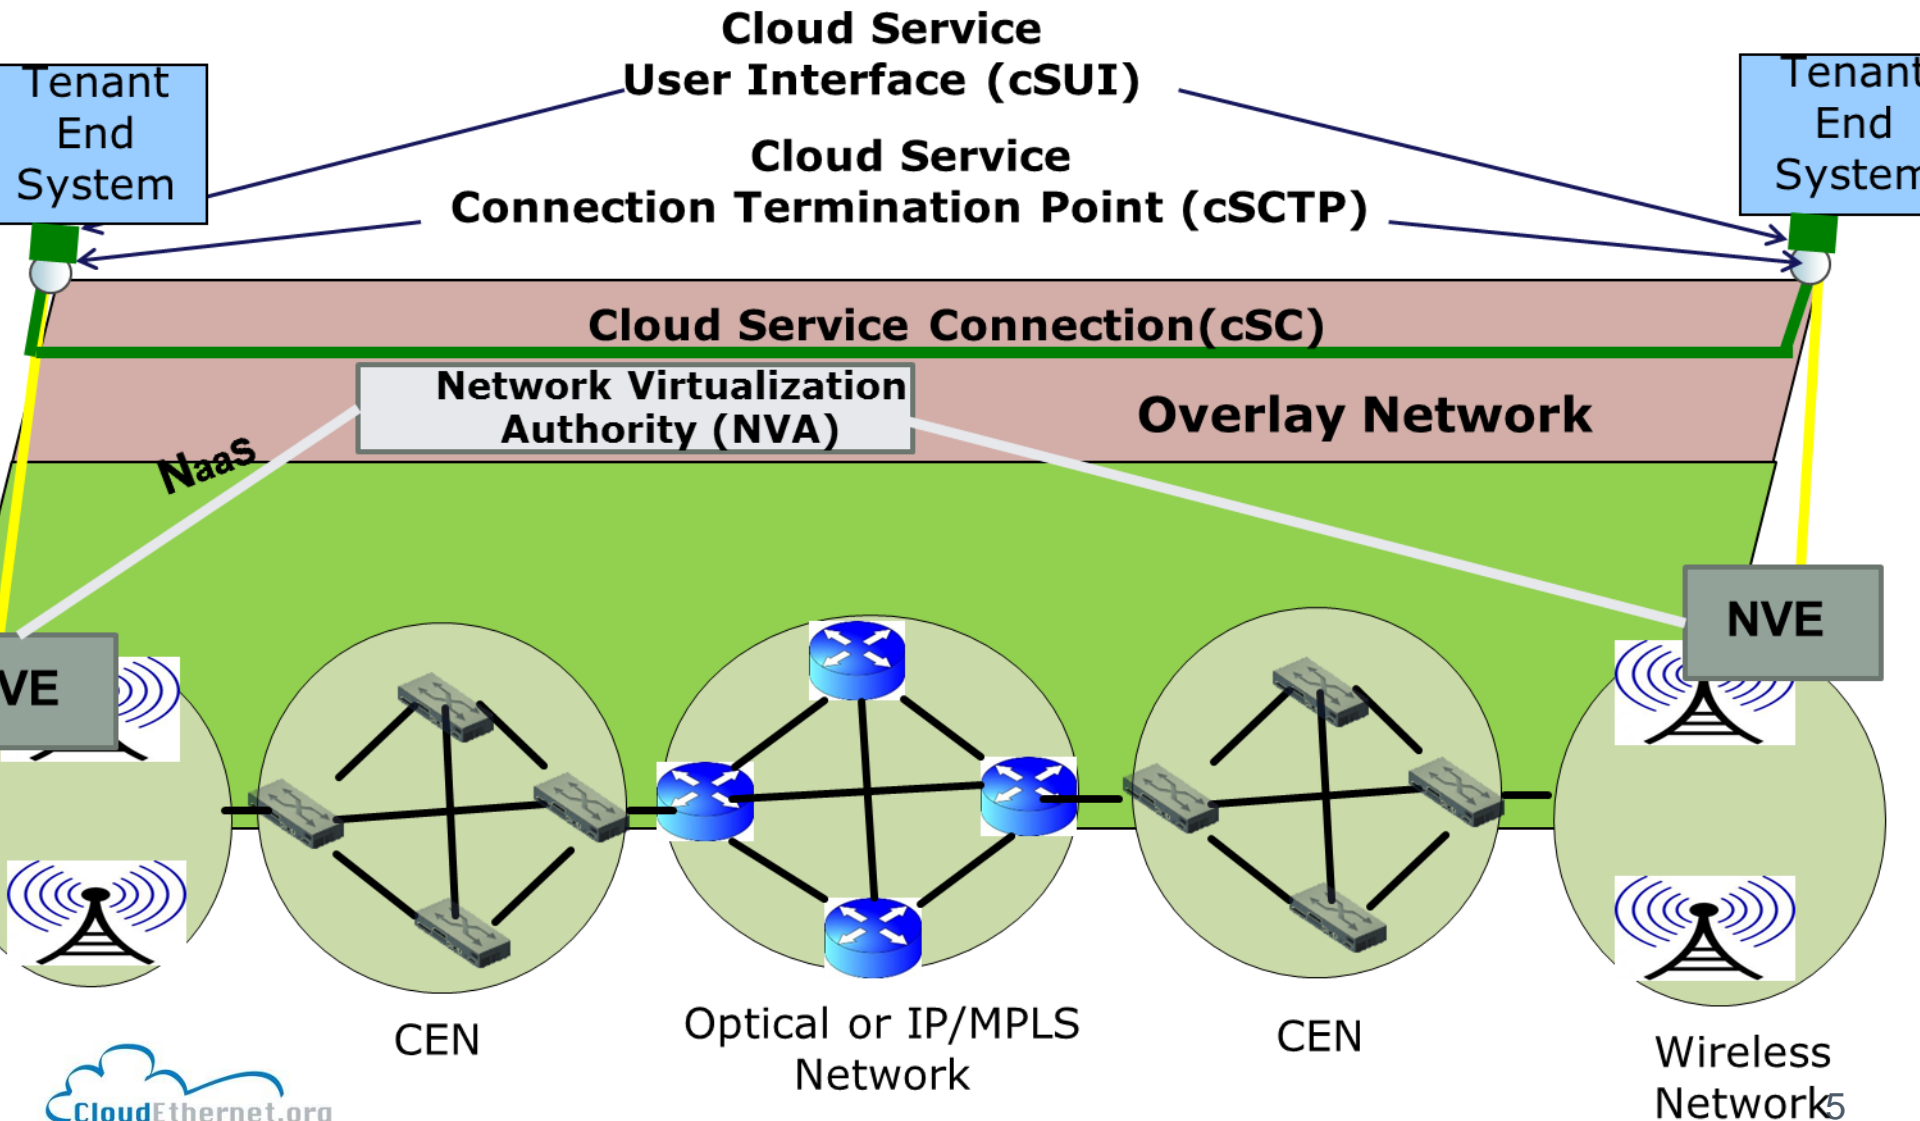 Cloud Service
User Interface (cSUI)
Tenant
End
System
Tenant
End
System
Cloud Service
Connection Termination Point (cSCTP)
Cloud Service Connection(cSC)
Network Virtualization
Authority (NVA)
Overlay Network
Naas
NVE
VE
CEN
Optical or IP/MPLS
Network
CEN
Wireless
Network
5
CloudEthernet.org